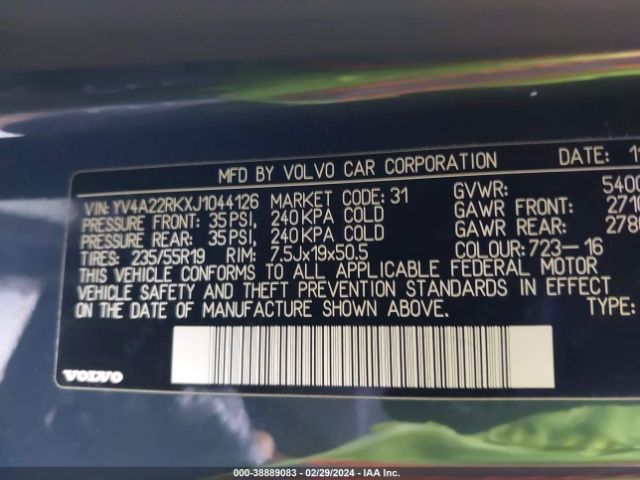 MFD BY VOLVO CAR CORPORATION DATE: 11
VIN: YV4A22RKXJ1044126 MARKET CODE: 31 GVWR: 540
PRESSURE FRONT: 35PSI, 240KPA COLD GAWR FRONT: 2710
PRESSURE REAR: 35PSI, 240KPA COLD GAWR REAR: 278
TIRES: 235/55R19 RIM: 7.5Jx19x50.5 COLOUR: 723-16
THIS VEHICLE CONFORMS TO ALL APPLICABLE FEDERAL MOTOR
VEHICLE SAFETY AND THEFT PREVENTION STANDARDS IN EFFECT
ON THE DATE OF MANUFACTURE SHOWN ABOVE. TYPE:
VOLVO
000-38889083 - 02/29/2024 - IAA Inc.